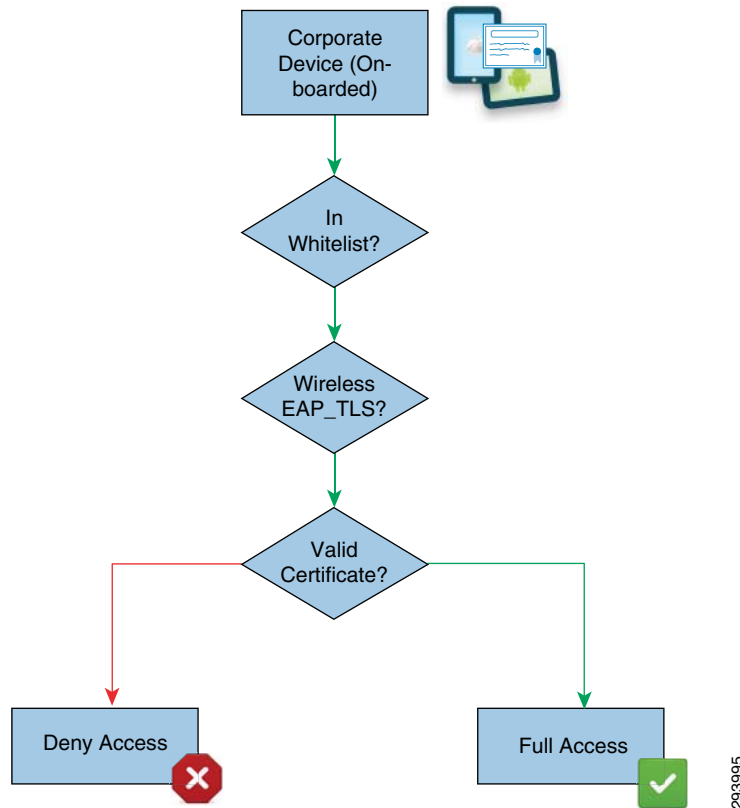 Corporate
Device (On-
boarded)
In
Whitelist?
Wireless
EAP_TLS?
Valid
Certificate?
Deny Access
Full Access
293995